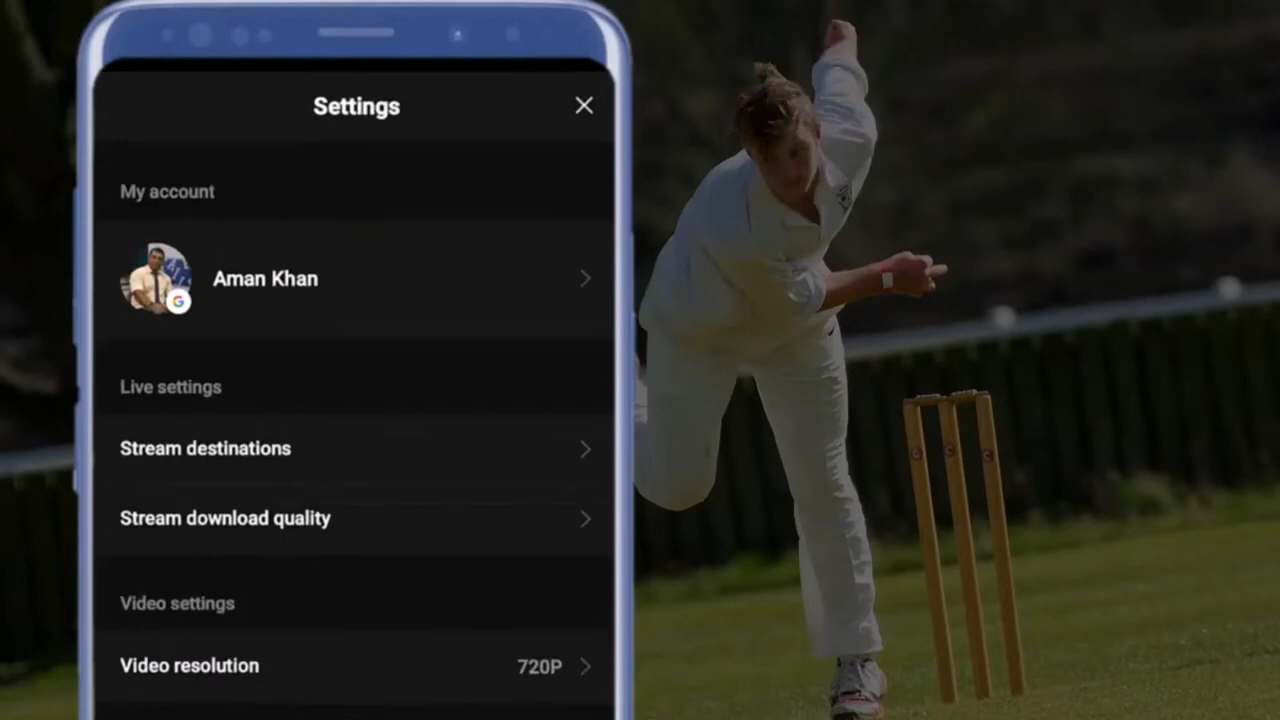 Settings
My account
Aman Khan
Live settings
Stream destinations
Stream download quality
Video settings
Video resolution 720P